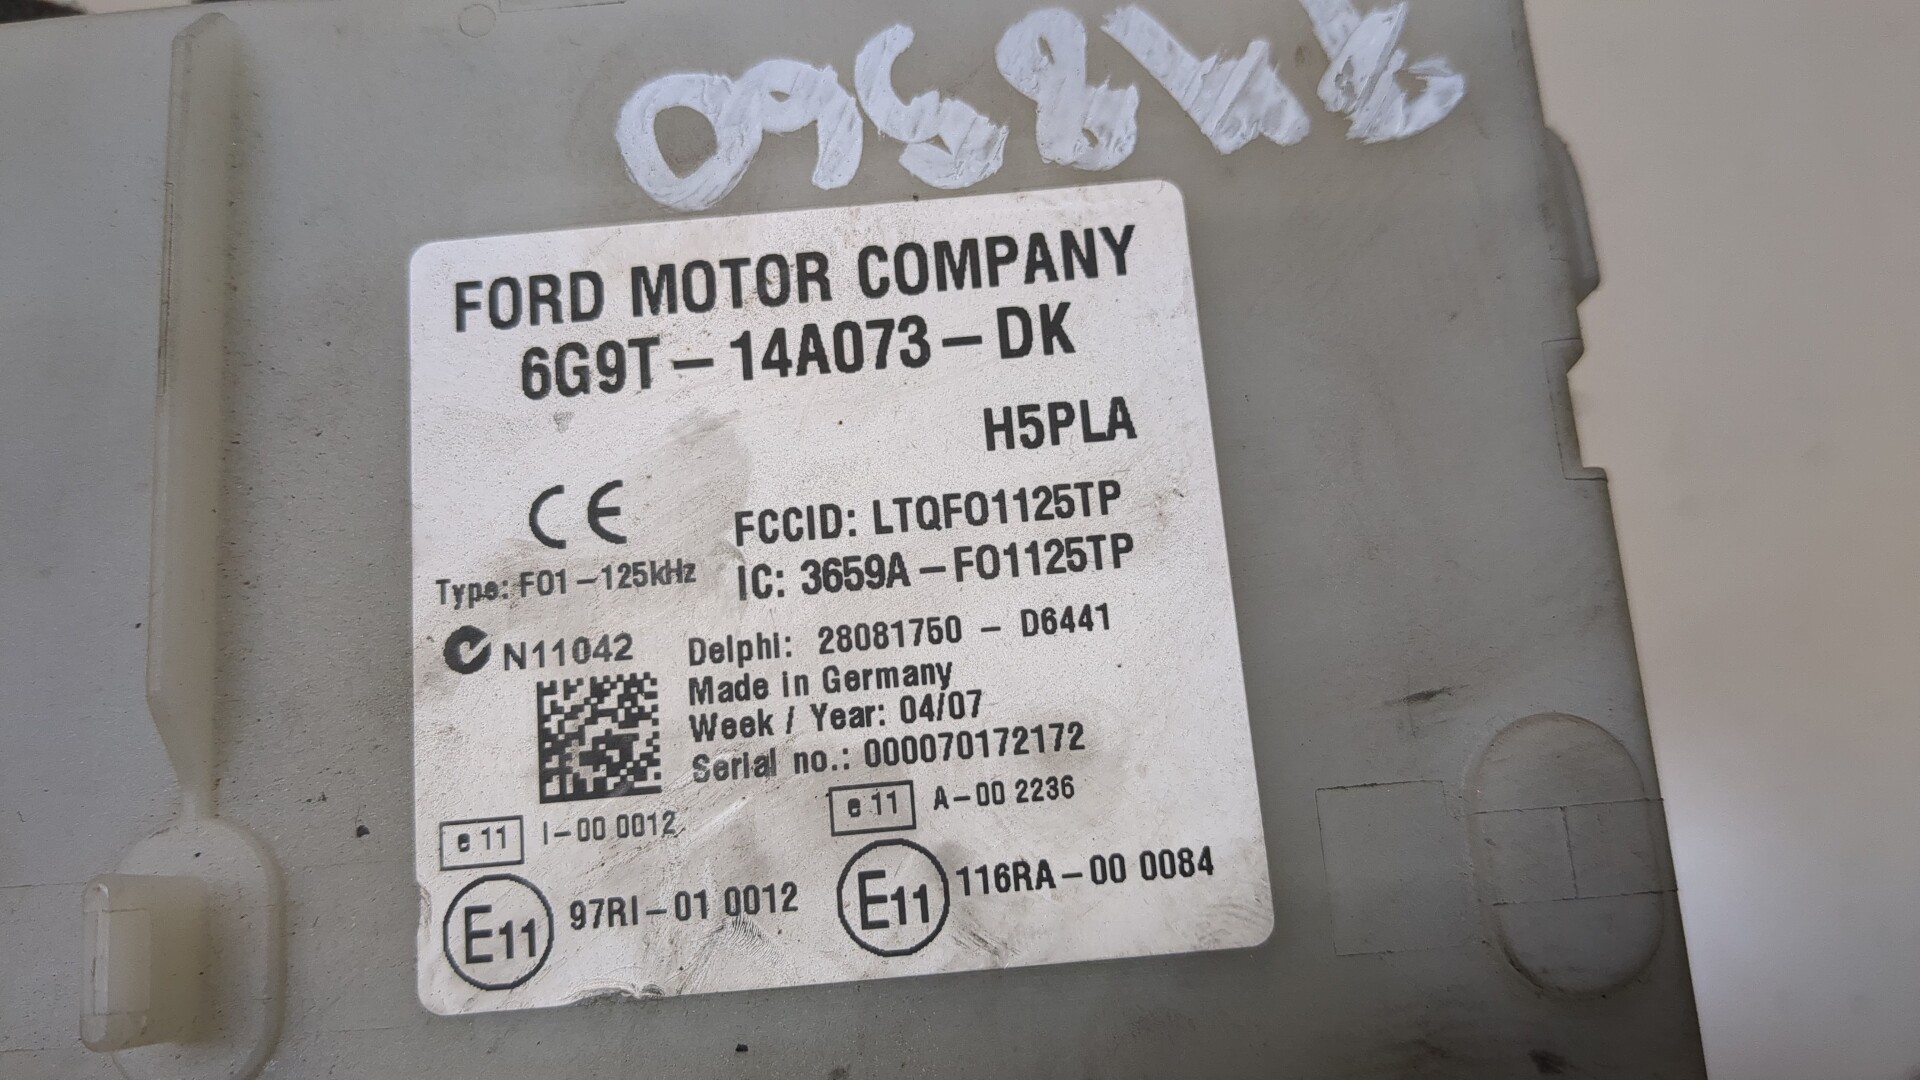 FORD MOTOR COMPANY
6G9T-14A073-DK
H5PLA
CE
FCCID: LTQFO1125TP
Type: FO1-125kHz
IC: 3659A-FO1125TP
N11042
Delphi: 28081750 - D6441
Made in Germany
Week / Year: 04/07
Serial no.: 000070172172
e 11 I-00 0012
e 11 A-00 2236
E11 97RI-01 0012
E11 116RA-00 0084